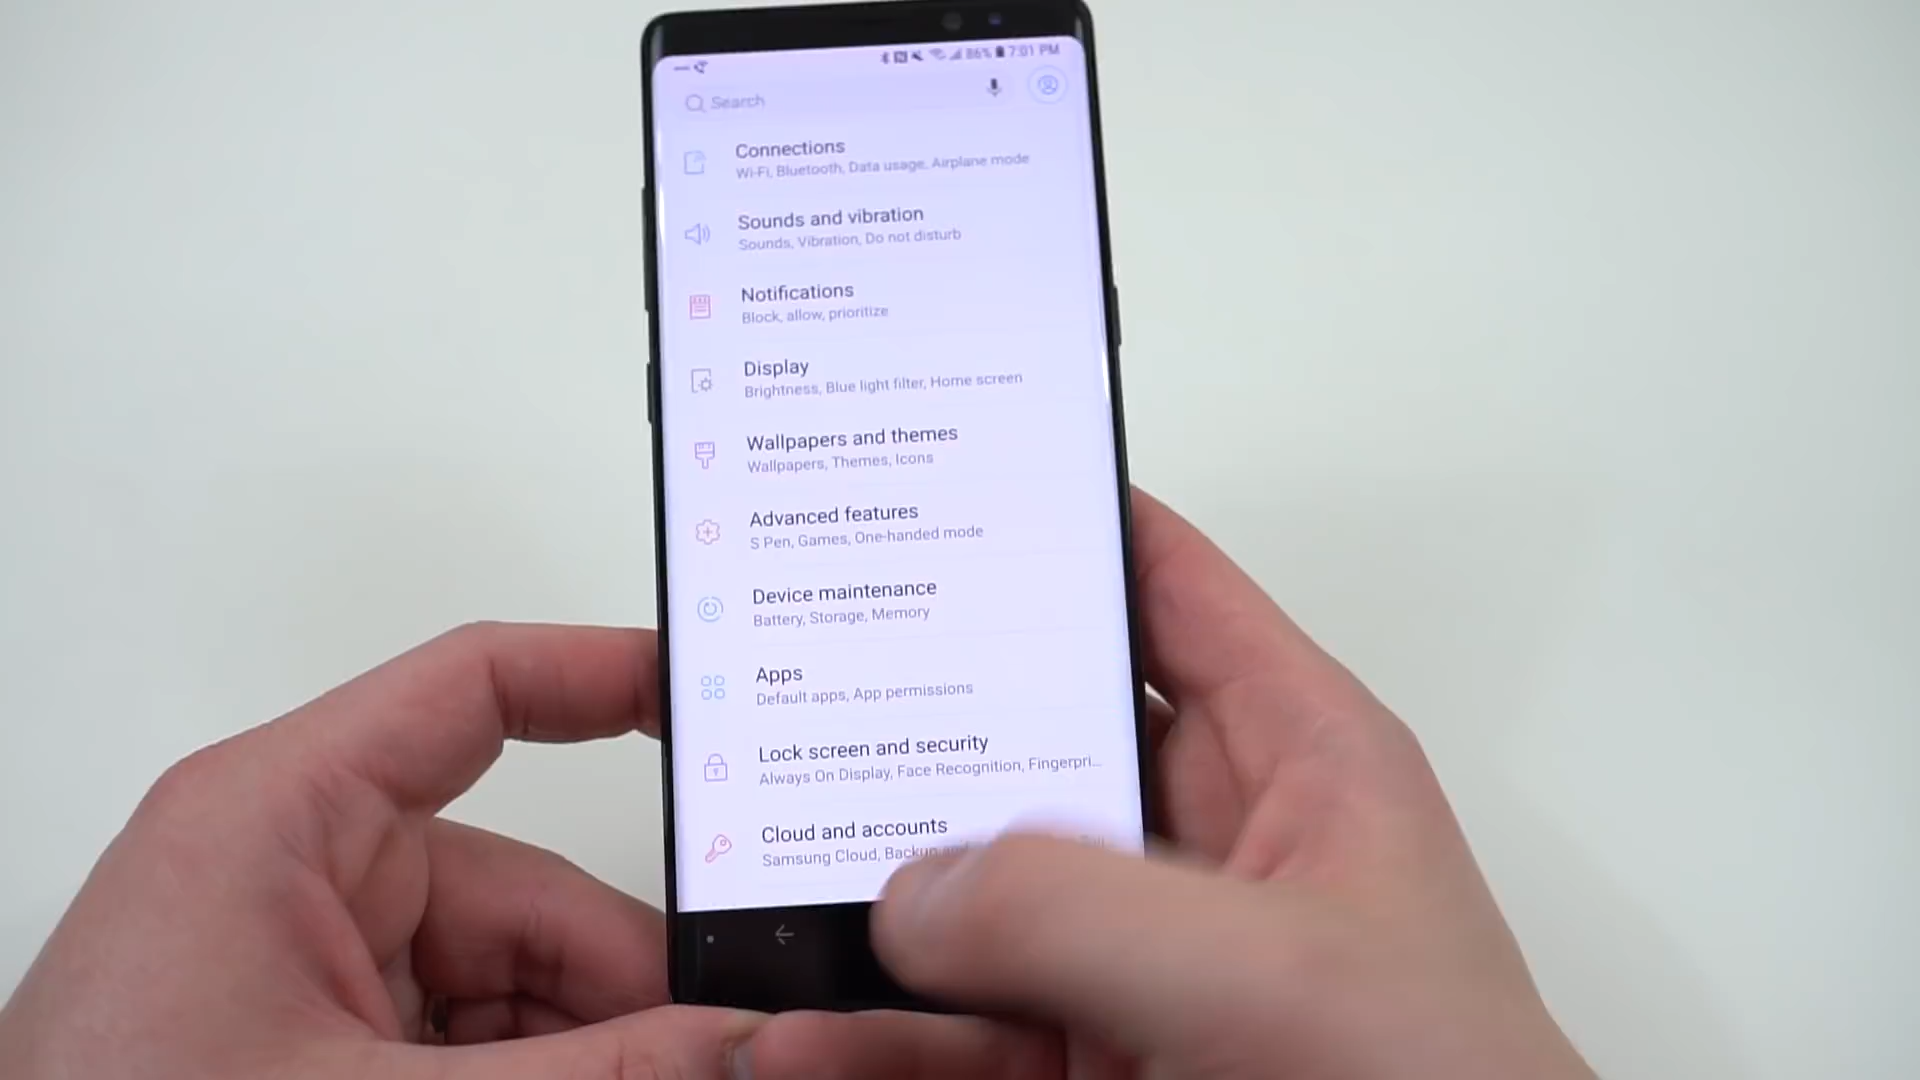 86% 7:01 PM
Search
Connections
Wi-Fi, Bluetooth, Data usage, Airplane mode
Sounds and vibration
Sounds, Vibration, Do not disturb
Notifications
Block, allow, prioritize
Display
Brightness, Blue light filter, Home screen
Wallpapers and themes
Wallpapers, Themes, Icons
Advanced features
S Pen, Games, One-handed mode
Device maintenance
Battery, Storage, Memory
Apps
Default apps, App permissions
Lock screen and security
Always On Display, Face Recognition, Fingerpri...
Cloud and accounts
Samsung Cloud, Backup and